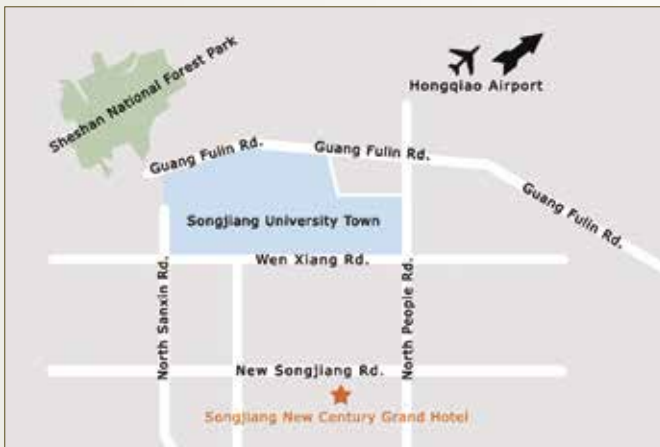 Sheshan National Forest Park
Hongqiao Airport
Guang Fulin Rd.
Guang Fulin Rd.
Guang Fulin Rd.
Songjiang University Town
Wen Xiang Rd.
North Sanxin Rd.
North People Rd.
New Songjiang Rd.
Songjiang New Century Grand Hotel